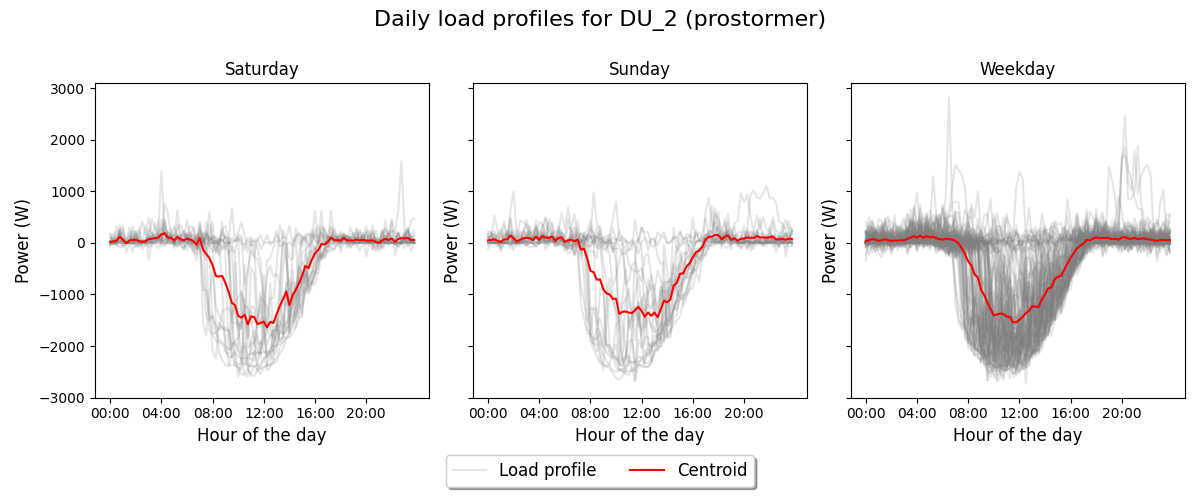 Daily load profiles for DU_2 (prostormer)
Saturday
Sunday
Weekday
3000
2000
1000
0
−1000
−2000
−3000
Power (W)
Power (W)
Power (W)
00:00 04:00 08:00 12:00 16:00 20:00
00:00 04:00 08:00 12:00 16:00 20:00
00:00 04:00 08:00 12:00 16:00 20:00
Hour of the day
Hour of the day
Hour of the day
Load profile
Centroid